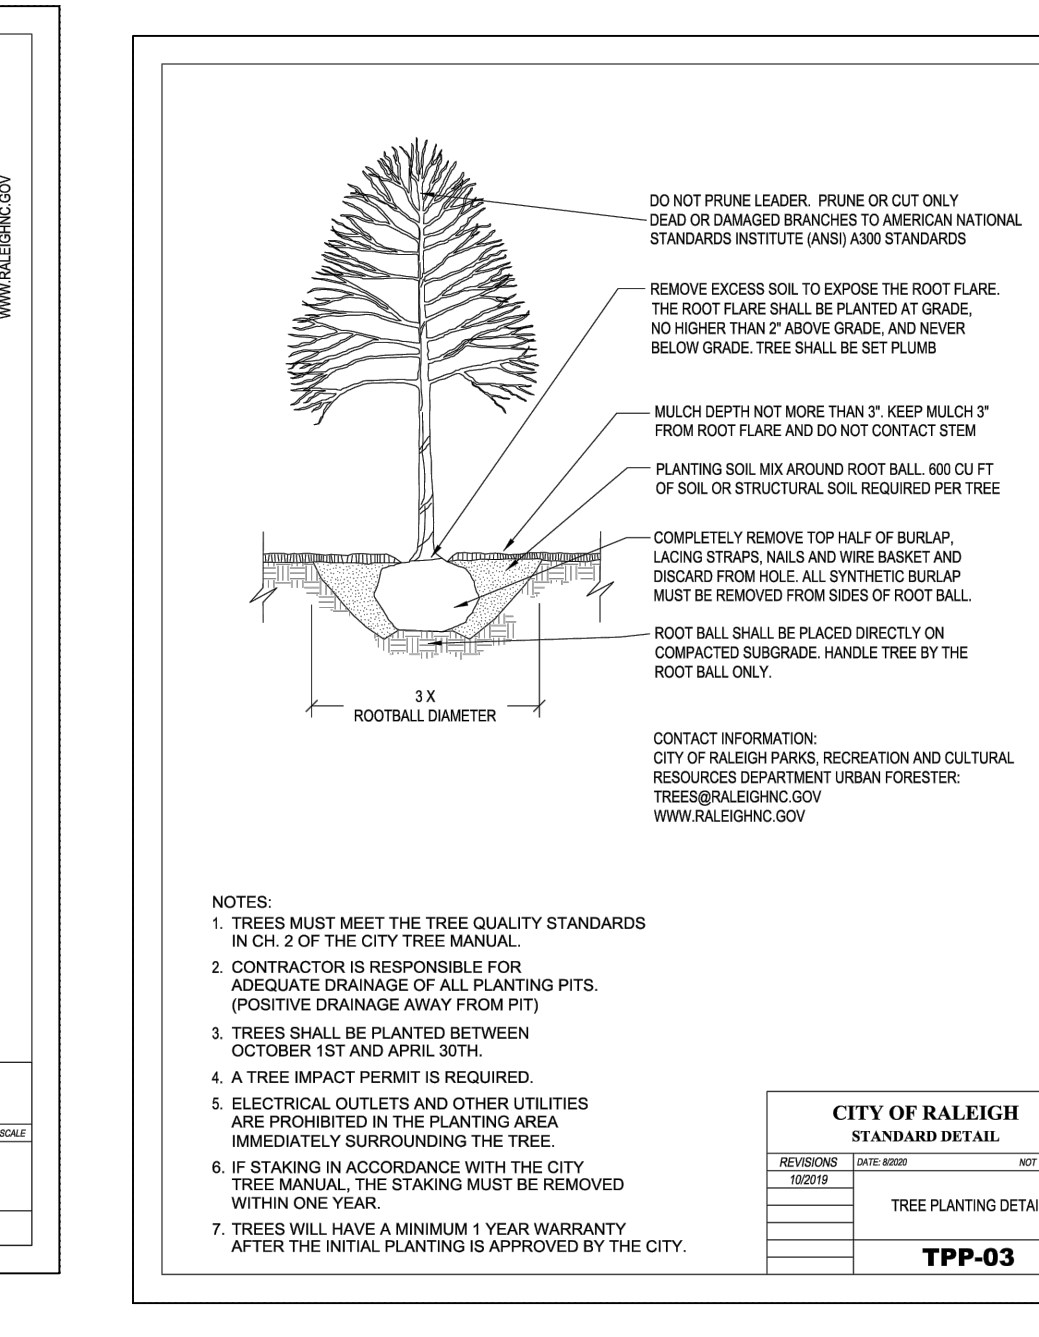 WWW.RALEIGHNC.GOV
SCALE
DO NOT PRUNE LEADER. PRUNE OR CUT ONLY
DEAD OR DAMAGED BRANCHES TO AMERICAN NATIONAL
STANDARDS INSTITUTE (ANSI) A300 STANDARDS
REMOVE EXCESS SOIL TO EXPOSE THE ROOT FLARE.
THE ROOT FLARE SHALL BE PLANTED AT GRADE,
NO HIGHER THAN 2" ABOVE GRADE, AND NEVER
BELOW GRADE. TREE SHALL BE SET PLUMB
MULCH DEPTH NOT MORE THAN 3". KEEP MULCH 3"
FROM ROOT FLARE AND DO NOT CONTACT STEM
PLANTING SOIL MIX AROUND ROOT BALL. 600 CU FT
OF SOIL OR STRUCTURAL SOIL REQUIRED PER TREE
COMPLETELY REMOVE TOP HALF OF BURLAP,
LACING STRAPS, NAILS AND WIRE BASKET AND
DISCARD FROM HOLE. ALL SYNTHETIC BURLAP
MUST BE REMOVED FROM SIDES OF ROOT BALL.
ROOT BALL SHALL BE PLACED DIRECTLY ON
COMPACTED SUBGRADE. HANDLE TREE BY THE
ROOT BALL ONLY.
3 X
ROOTBALL DIAMETER
CONTACT INFORMATION:
CITY OF RALEIGH PARKS, RECREATION AND CULTURAL
RESOURCES DEPARTMENT URBAN FORESTER:
TREES@RALEIGHNC.GOV
WWW.RALEIGHNC.GOV
NOTES:
1. TREES MUST MEET THE TREE QUALITY STANDARDS
IN CH. 2 OF THE CITY TREE MANUAL.
2. CONTRACTOR IS RESPONSIBLE FOR
ADEQUATE DRAINAGE OF ALL PLANTING PITS.
(POSITIVE DRAINAGE AWAY FROM PIT)
3. TREES SHALL BE PLANTED BETWEEN
OCTOBER 1ST AND APRIL 30TH.
4. A TREE IMPACT PERMIT IS REQUIRED.
5. ELECTRICAL OUTLETS AND OTHER UTILITIES
ARE PROHIBITED IN THE PLANTING AREA
IMMEDIATELY SURROUNDING THE TREE.
6. IF STAKING IN ACCORDANCE WITH THE CITY
TREE MANUAL, THE STAKING MUST BE REMOVED
WITHIN ONE YEAR.
7. TREES WILL HAVE A MINIMUM 1 YEAR WARRANTY
AFTER THE INITIAL PLANTING IS APPROVED BY THE CITY.
CITY OF RALEIGH
STANDARD DETAIL
REVISIONS
DATE: 8/2020 NOT
10/2019
TREE PLANTING DETAI
TPP-03